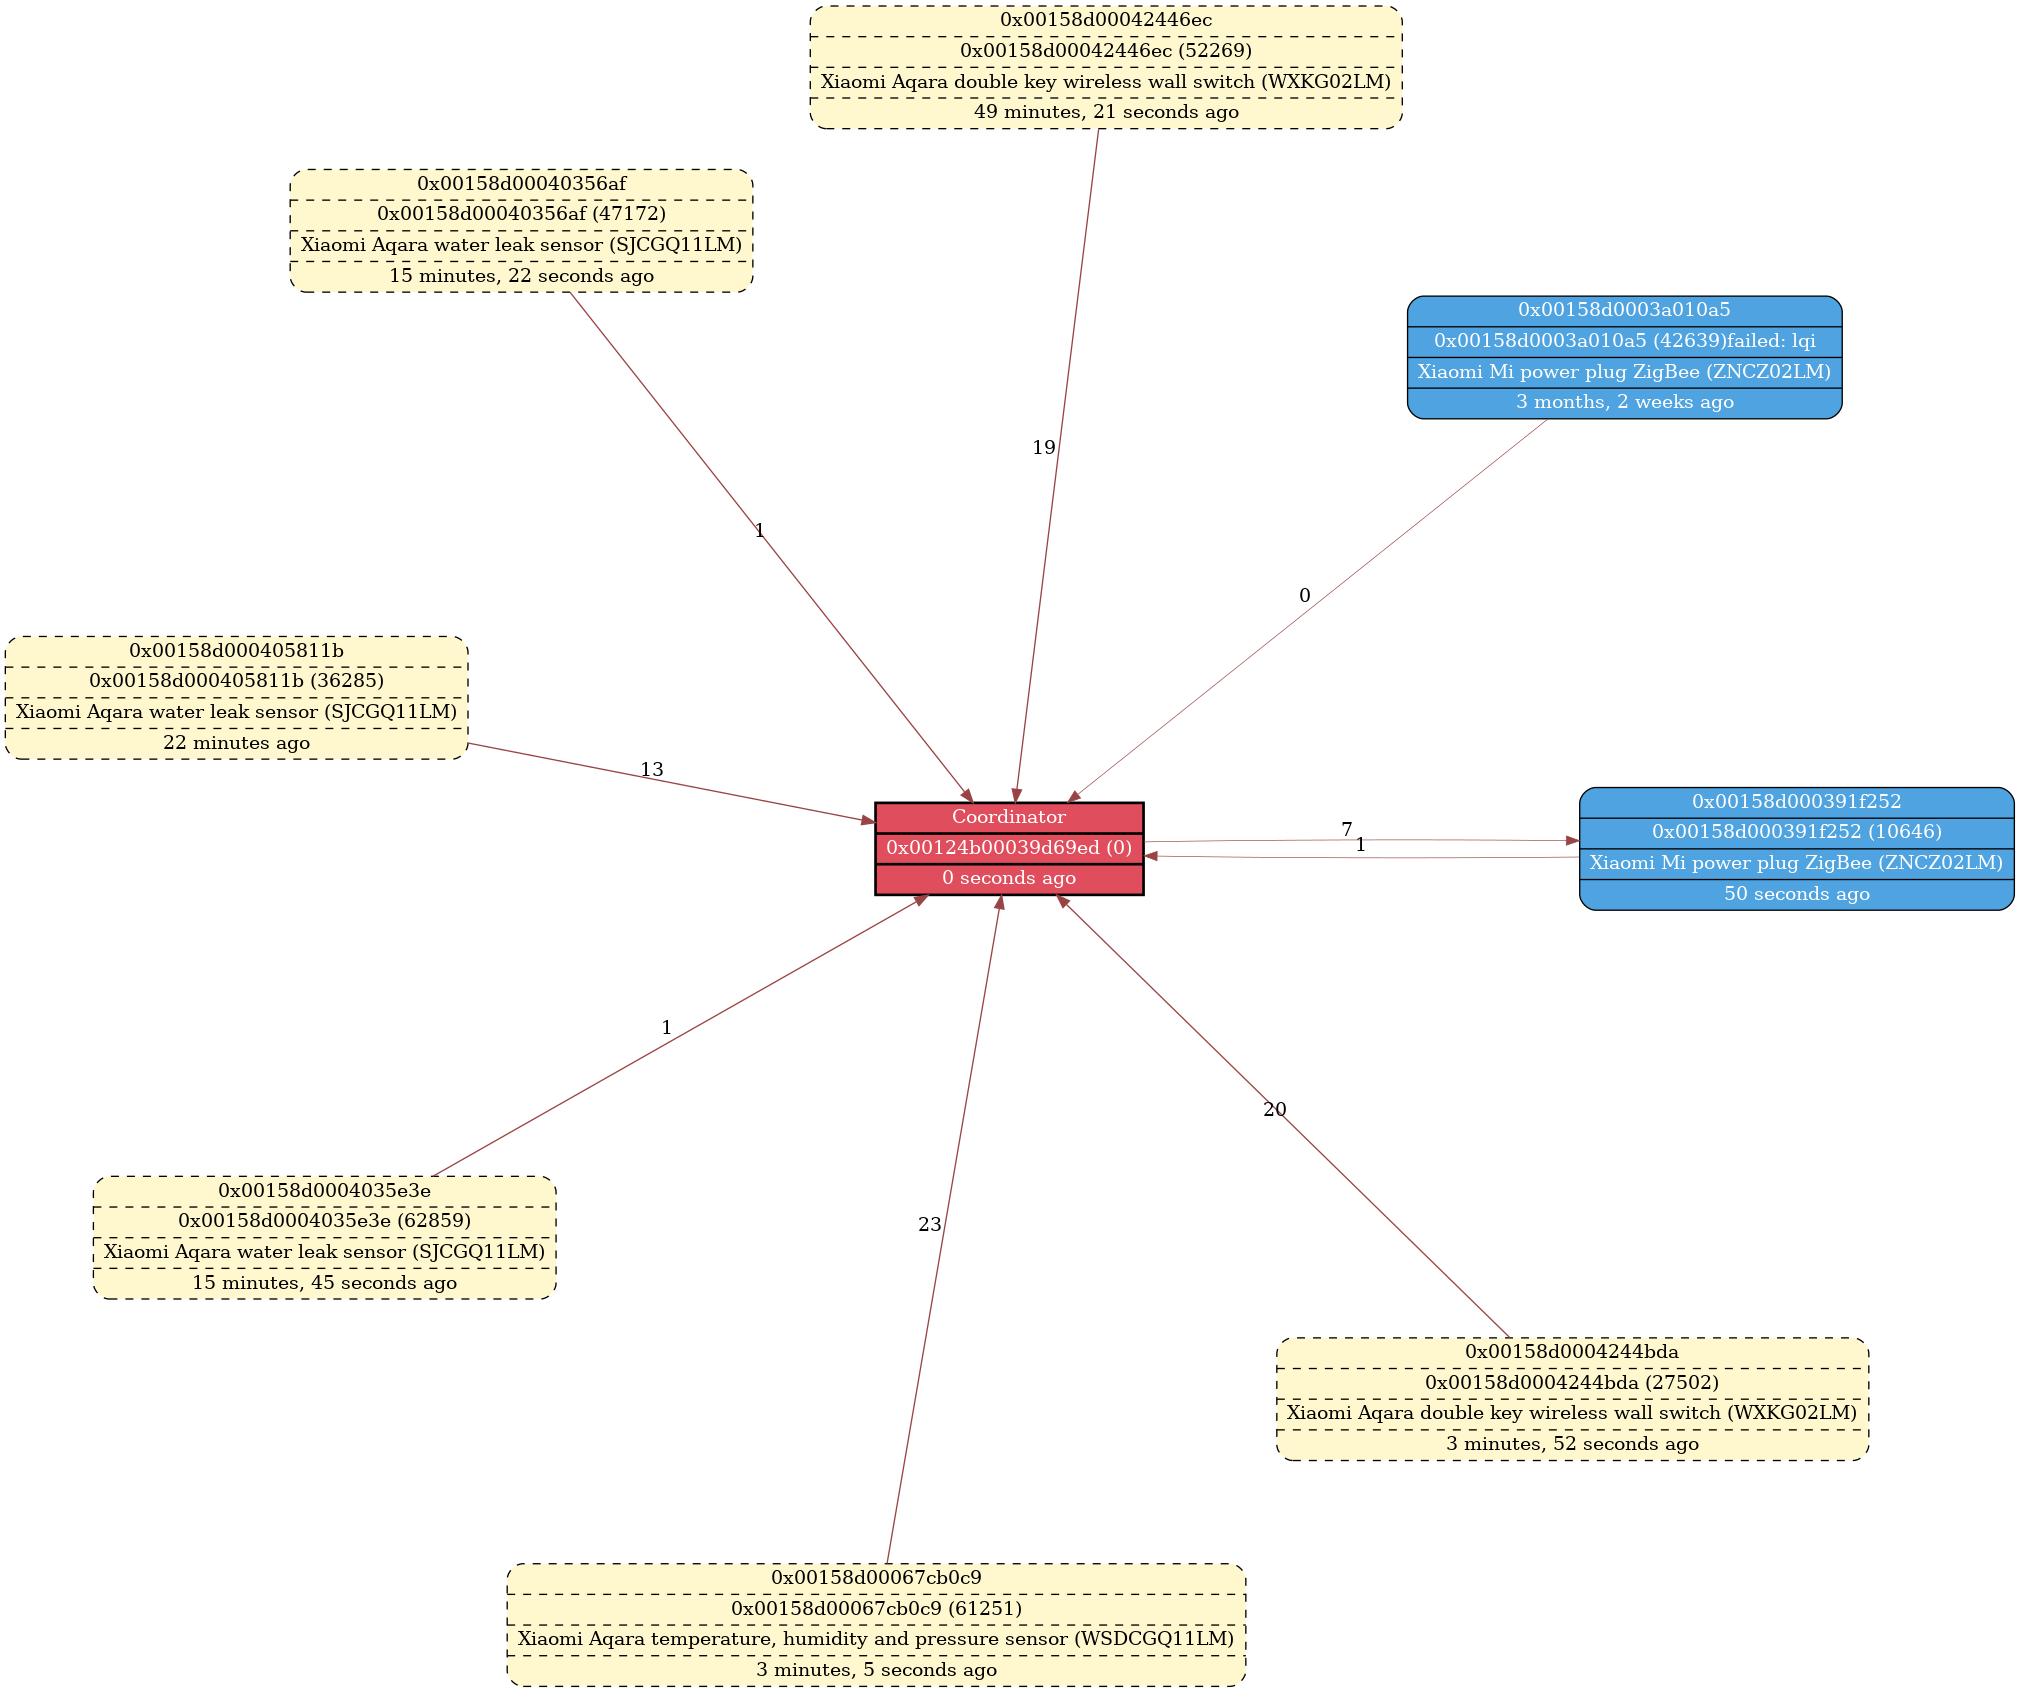 0x00158d00042446ec
0x00158d00042446ec (52269)
Xiaomi Aqara double key wireless wall switch (WXKG02LM)
49 minutes, 21 seconds ago
0x00158d00040356af
0x00158d00040356af (47172)
Xiaomi Aqara water leak sensor (SJCGQ11LM)
15 minutes, 22 seconds ago
0x00158d0003a010a5
0x00158d0003a010a5 (42639)failed: lqi
Xiaomi Mi power plug ZigBee (ZNCZ02LM)
3 months, 2 weeks ago
19
1
0
0x00158d000405811b
0x00158d000405811b (36285)
Xiaomi Aqara water leak sensor (SJCGQ11LM)
22 minutes ago
13
Coordinator
0x00124b00039d69ed (0)
0 seconds ago
7
1
0x00158d000391f252
0x00158d000391f252 (10646)
Xiaomi Mi power plug ZigBee (ZNCZ02LM)
50 seconds ago
1
20
23
0x00158d0004035e3e
0x00158d0004035e3e (62859)
Xiaomi Aqara water leak sensor (SJCGQ11LM)
15 minutes, 45 seconds ago
0x00158d0004244bda
0x00158d0004244bda (27502)
Xiaomi Aqara double key wireless wall switch (WXKG02LM)
3 minutes, 52 seconds ago
0x00158d00067cb0c9
0x00158d00067cb0c9 (61251)
Xiaomi Aqara temperature, humidity and pressure sensor (WSDCGQ11LM)
3 minutes, 5 seconds ago